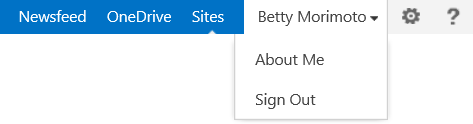 Newsfeed OneDrive Sites Betty Morimoto ?
About Me
Sign Out